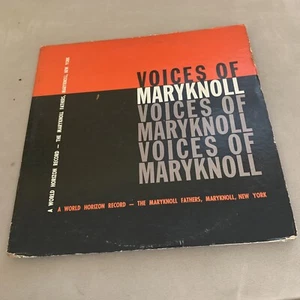 VOICES OF
MARYKNOLL
VOICES OF
MARYKNOLL
VOICES OF
MARYKNOLL
A WORLD HORIZON RECORD — THE MARYKNOLL FATHERS, MARYKNOLL, NEW YORK
A WORLD HORIZON RECORD — THE MARYKNOLL FATHERS, MARYKNOLL, NEW YORK